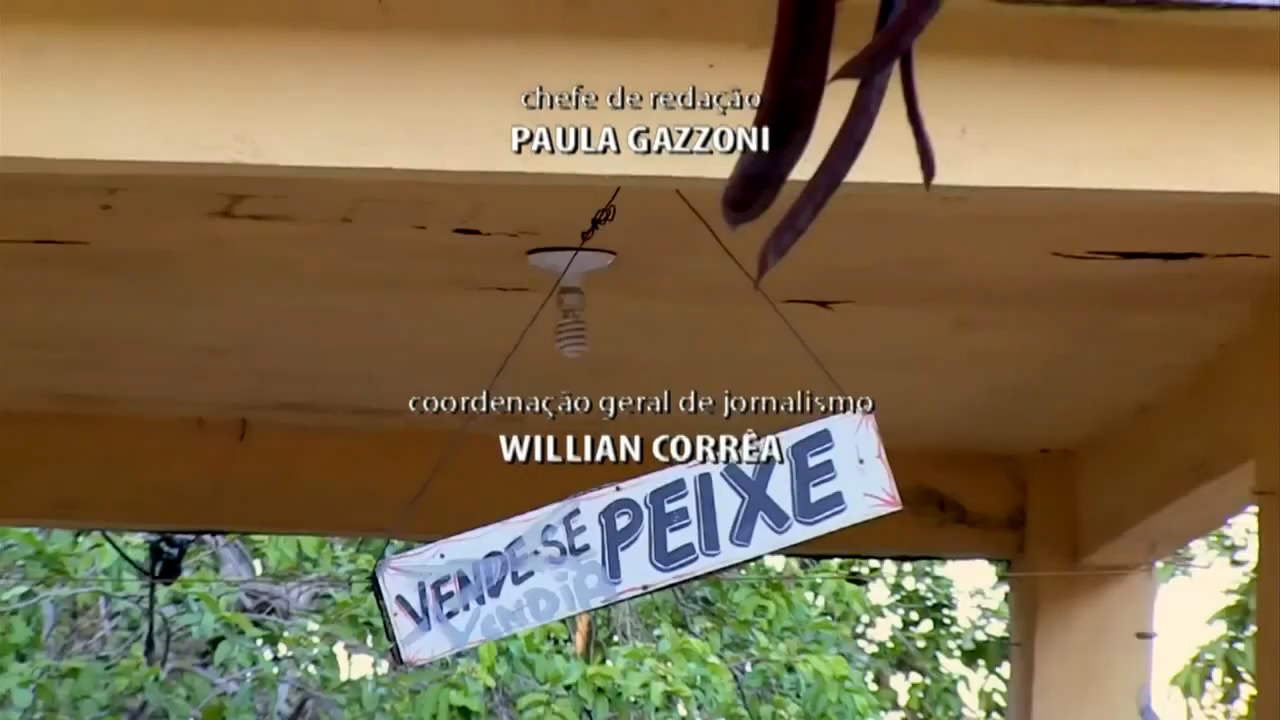 chefe de redação
PAULA GAZZONI
coordenação geral de jornalismo
WILLIAN CORRÊA
VENDE-SE PEIXE